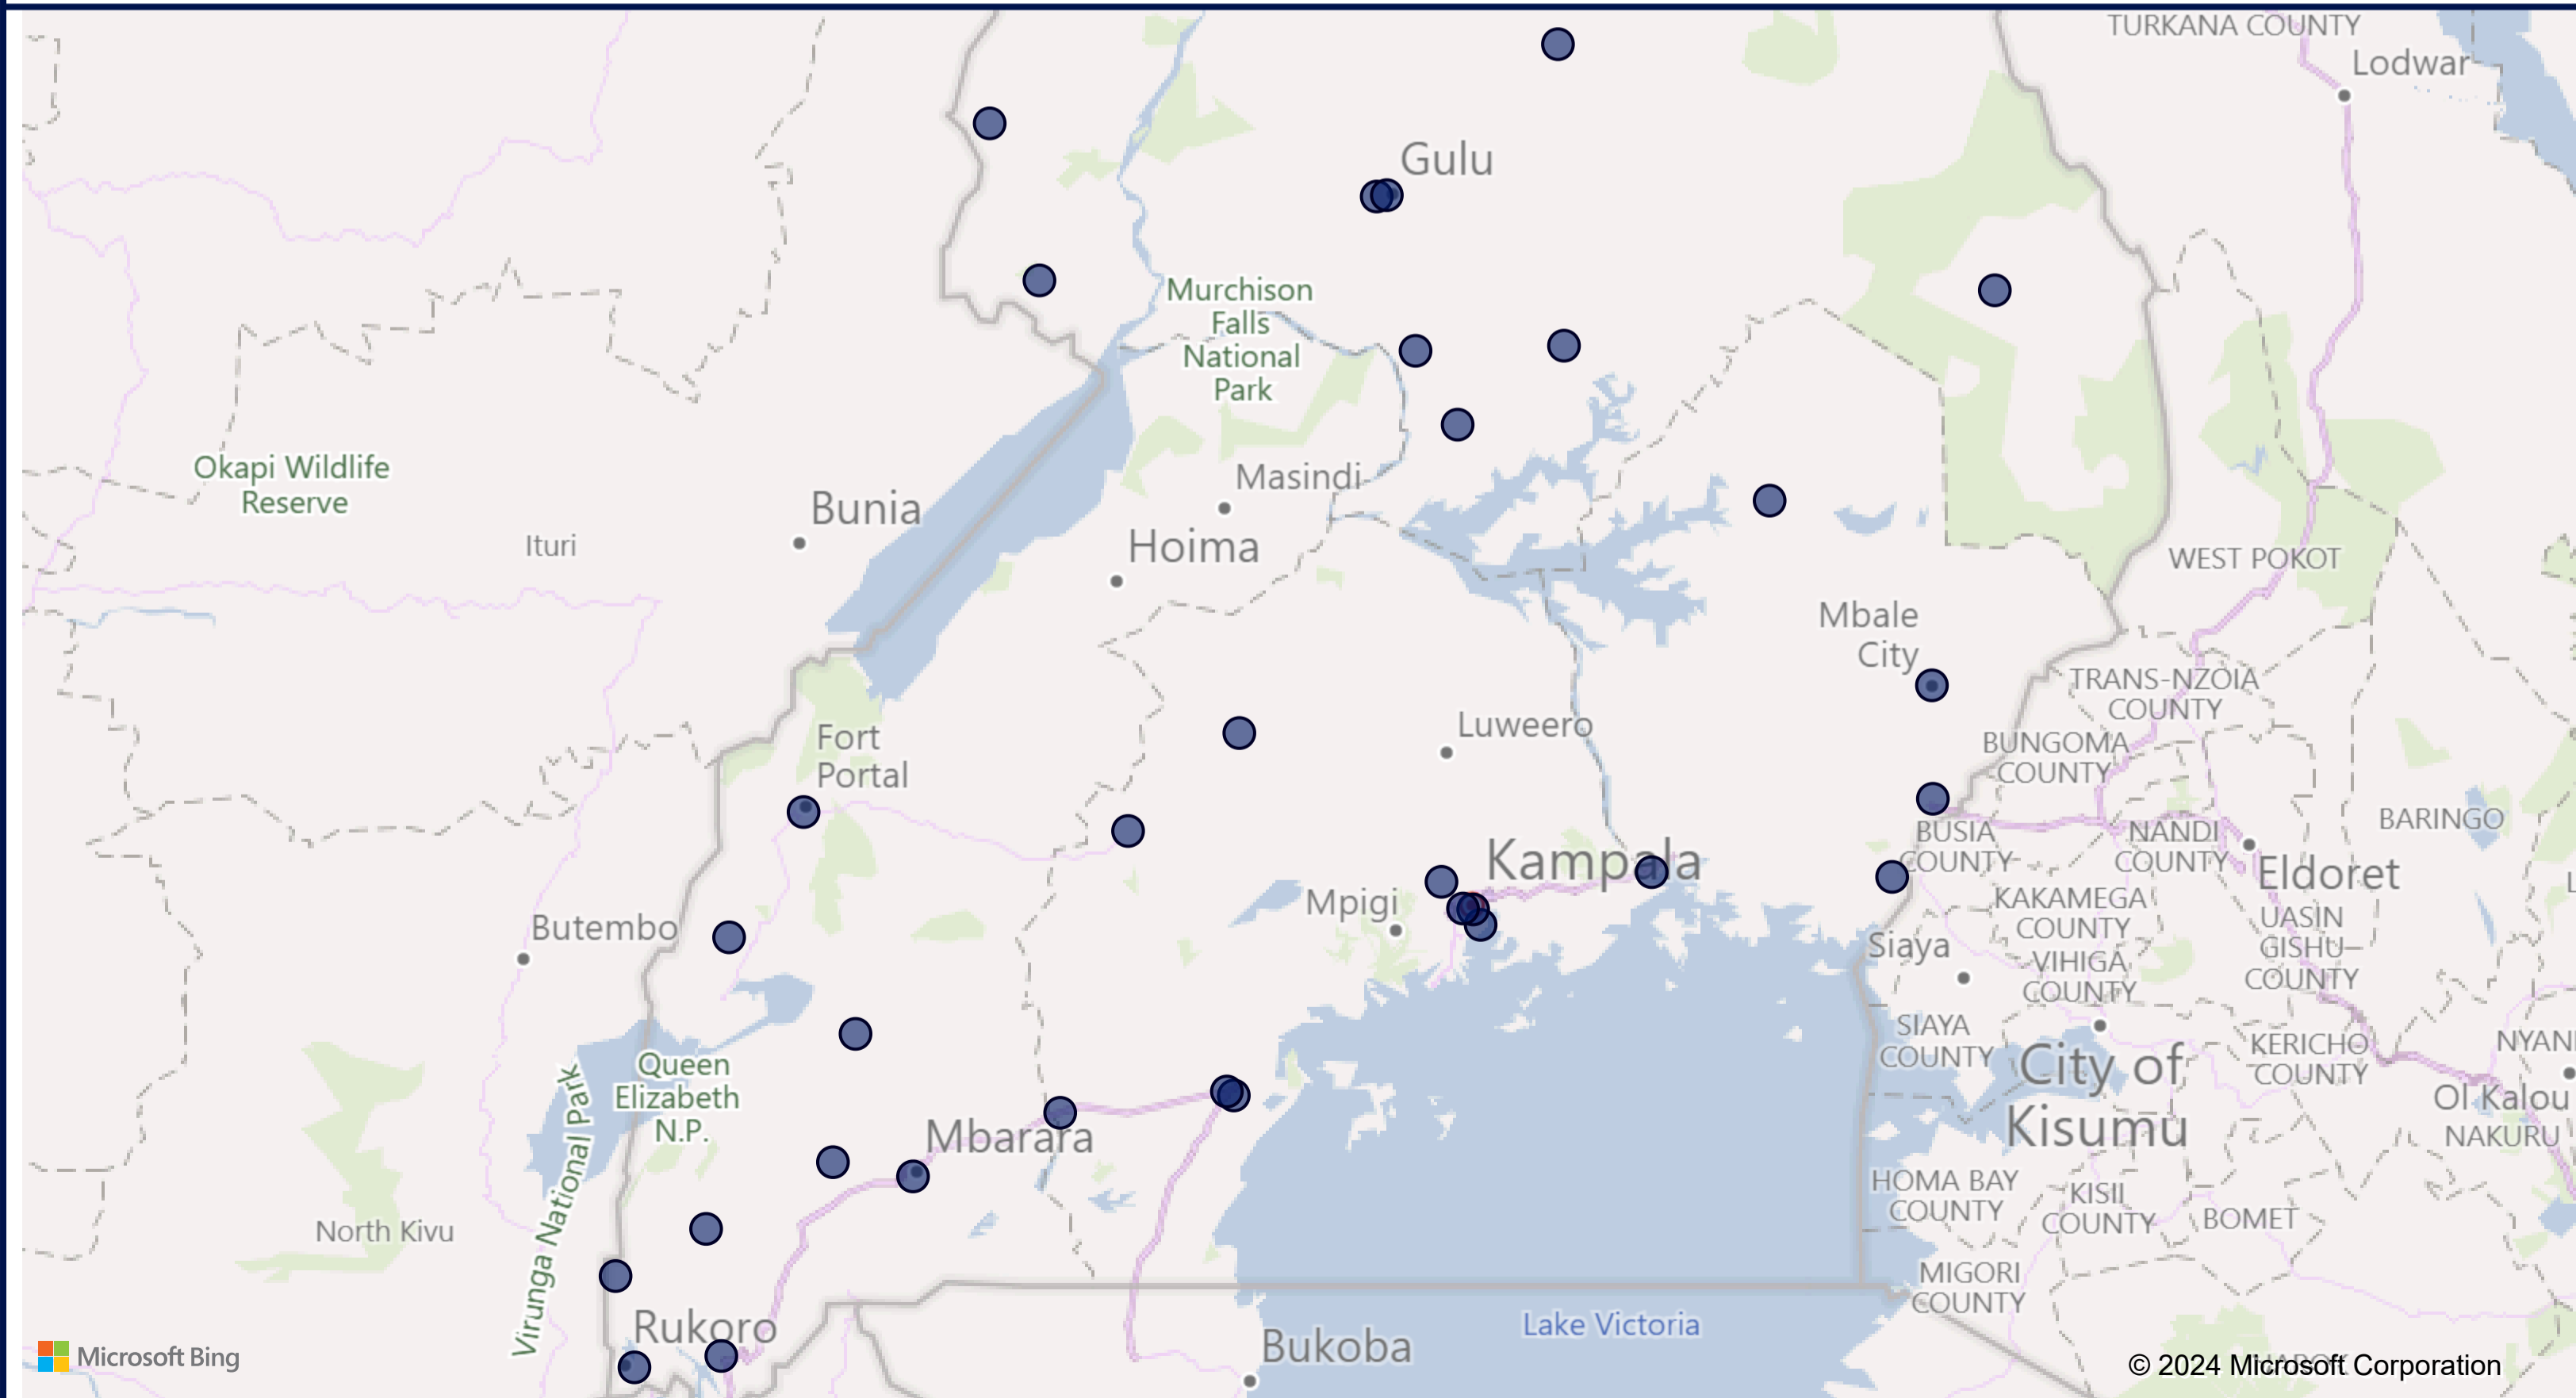 TURKANA COUNTY
Lodwar
Gulu
Murchison
Falls
National
Park
Okapi Wildlife
Reserve
Masindi
Bunia
Ituri
Hoima
WEST POKOT
Mbale
City
TRANS-NZOIA
COUNTY
Luweero
Fort
Portal
BUNGOMA
COUNTY
BARINGO
BUSIA
COUNTY
NANDI
COUNTY
Kampala
Eldoret
Mpigi
KAKAMEGA
COUNTY
Butembo
UASIN
GISHU
COUNTY
Siaya
VIHIGA
COUNTY
SIAYA
COUNTY
KERICHO
COUNTY
NYAN
Queen
Elizabeth
N.P.
City of
Kisumu
Ol Kalou
NAKURU
Mbarara
Virunga National Park
North Kivu
HOMA BAY
COUNTY
KISII
COUNTY
BOMET
MIGORI
COUNTY
Rukoro
Lake Victoria
Bukoba
Microsoft Bing
© 2024 Microsoft Corporation